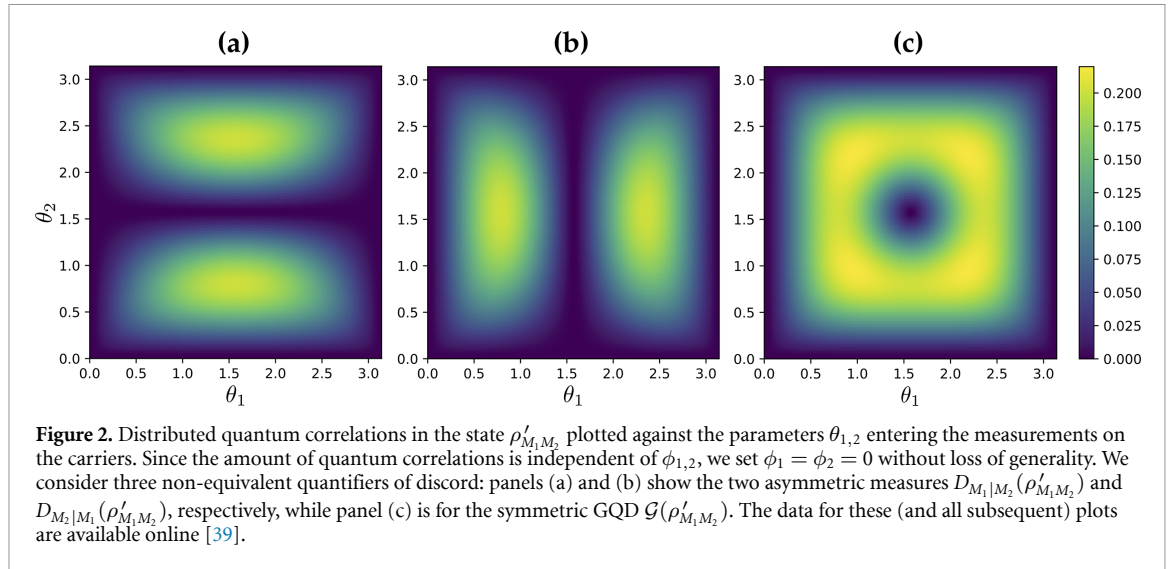 (a) (b) (c)
3.0 3.0 3.0
0.200
2.5 2.5 2.5
0.175
2.0 2.0 2.0 0.150
θ2 1.5 1.5 1.5 0.125
0.100
1.0 1.0 1.0
0.075
0.5 0.5 0.5 0.050
0.025
0.0 0.0 0.0 0.000
0.0 0.5 1.0 1.5 2.0 2.5 3.0 0.0 0.5 1.0 1.5 2.0 2.5 3.0 0.0 0.5 1.0 1.5 2.0 2.5 3.0
θ1 θ1 θ1
Figure 2. Distributed quantum correlations in the state ρ′M1M2 plotted against the parameters θ1,2 entering the measurements on
the carriers. Since the amount of quantum correlations is independent of ϕ1,2, we set ϕ1 = ϕ2 = 0 without loss of generality. We
consider three non-equivalent quantifiers of discord: panels (a) and (b) show the two asymmetric measures DM1|M2(ρ′M1M2) and
DM2|M1(ρ′M1M2), respectively, while panel (c) is for the symmetric GQD 𝒢(ρ′M1M2). The data for these (and all subsequent) plots
are available online [39].